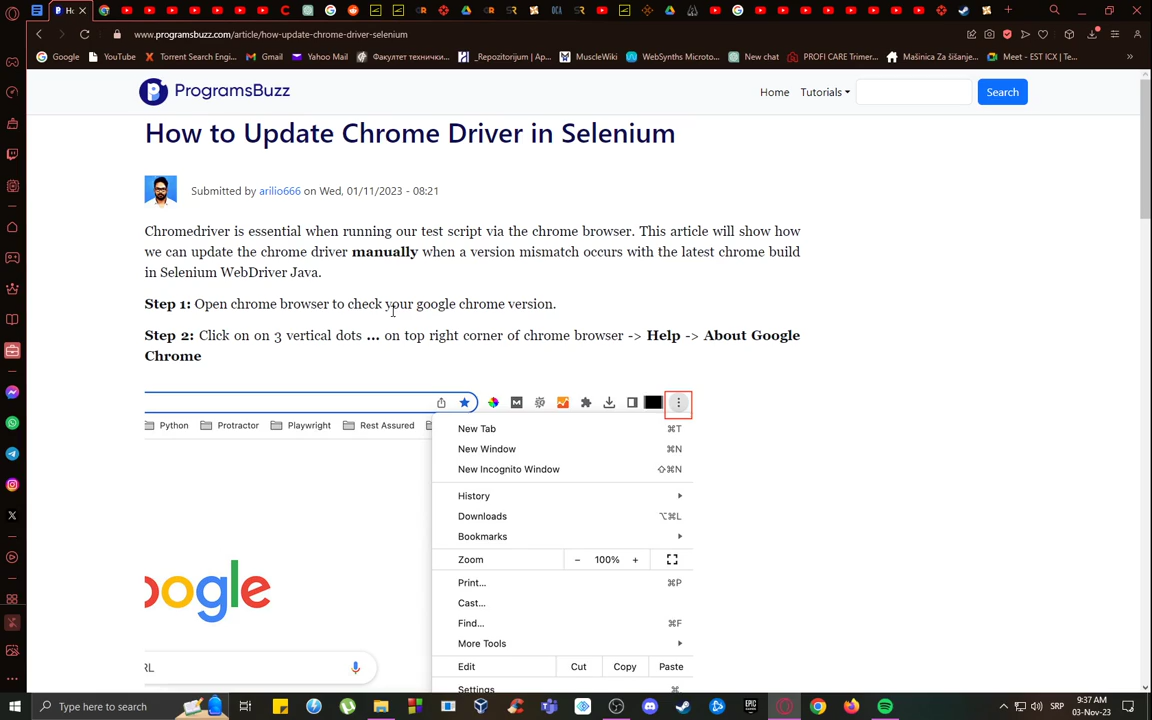 Ho
www.programsbuzz.com/article/how-update-chrome-driver-selenium
Google
YouTube
Torrent Search Engi...
Gmail
Yahoo Mail
Факултет технички...
_Repozitorijum | Ap...
MuscleWiki
WebSynths Microto...
New chat
PROFI CARE Trimer...
Mašinica Za šišanje...
Meet - EST ICX | Te...
ProgramsBuzz
Home
Tutorials
Search
How to Update Chrome Driver in Selenium
Submitted by arilio666 on Wed, 01/11/2023 - 08:21
Chromedriver is essential when running our test script via the chrome browser. This article will show how
we can update the chrome driver manually when a version mismatch occurs with the latest chrome build
in Selenium WebDriver Java.
Step 1: Open chrome browser to check your google chrome version.
Step 2: Click on on 3 vertical dots ... on top right corner of chrome browser -> Help -> About Google
Chrome
Python
Protractor
Playwright
Rest Assured
New Tab ⌘T
New Window ⌘N
New Incognito Window ⇧⌘N
History
Downloads ⌥⌘L
Bookmarks
Zoom − 100% +
Print... ⌘P
Cast...
Find... ⌘F
More Tools
Edit Cut Copy Paste
Settings ⌘,
oogle
RL
Type here to search
SRP
9:37 AM
03-Nov-23